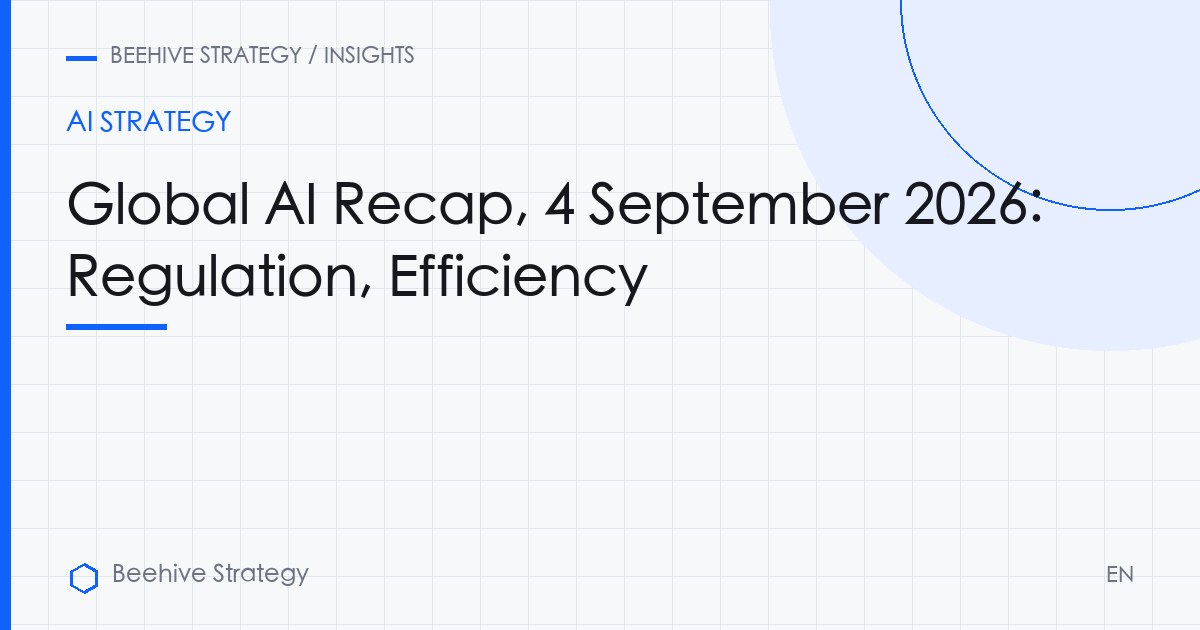 BEEHIVE STRATEGY / INSIGHTS
AI STRATEGY
Global AI Recap, 4 September 2026:
Regulation, Efficiency
Beehive Strategy
EN